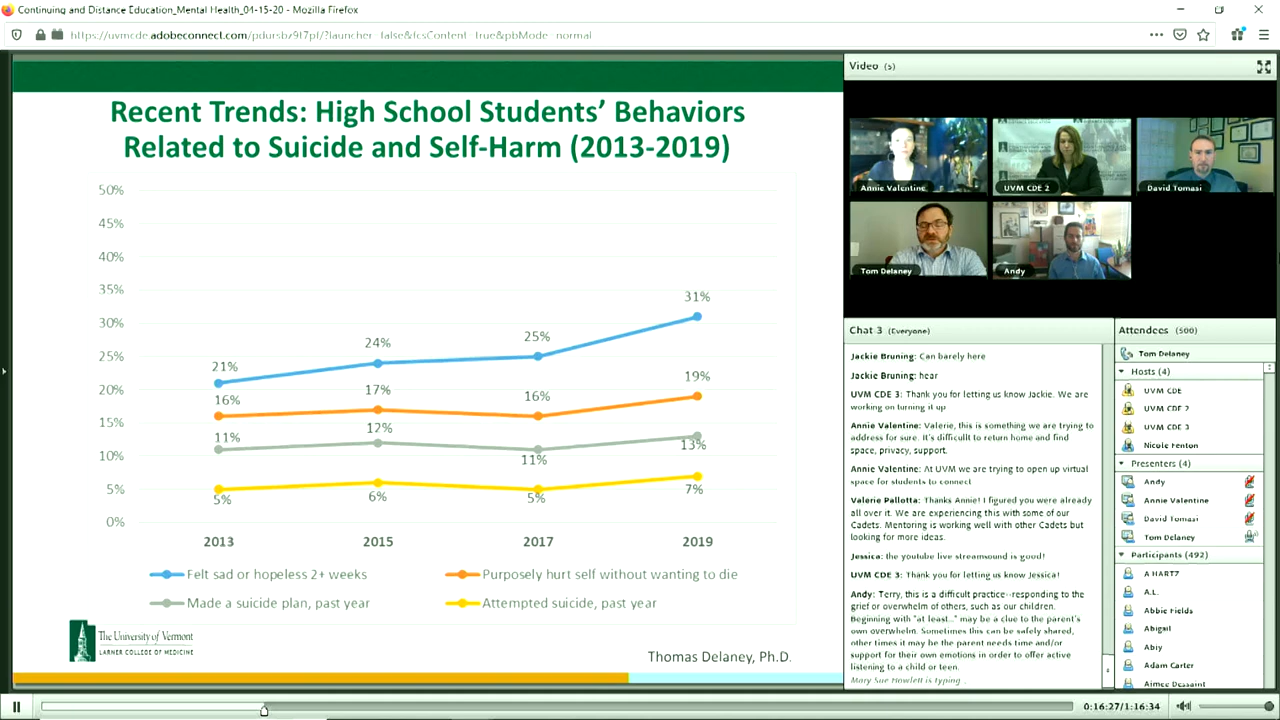 Continuing and Distance Education_Mental Health_04-15-20 - Mozilla Firefox
Recent Trends: High School Students' Behaviors
Related to Suicide and Self-Harm (2013-2019)
50%
45%
40%
35%
30%
25%
20%
15%
10%
5%
0%
21%
24%
25%
31%
16%
17%
16%
19%
11%
12%
11%
13%
5%
6%
5%
7%
2013
2015
2017
2019
Felt sad or hopeless 2+ weeks
Purposely hurt self without wanting to die
Made a suicide plan, past year
Attempted suicide, past year
The University of Vermont
LARNER COLLEGE OF MEDICINE
Thomas Delaney, Ph.D.
Video (5)
Annie Valentine
UVM CDE 2
David Tomasi
Tom Delaney
Andy
Chat 3 (Everyone)
Jackie Bruning: Can barely here
Jackie Bruning: hear
UVM CDE 3: Thank you for letting us know Jackie. We are
working on turning it up
Annie Valentine: Valerie, this is something we are trying to
address for sure. It's difficult to return home and find
space, privacy, support.
Annie Valentine: At UVM we are trying to open up virtual
space for students to connect
Valerie Pallotta: Thanks Annie! I figured you were already
all over it. We are experiencing this with some of our
Cadets. Mentoring is working well with other Cadets but
looking for more ideas.
Jessica: the youtube live streamsound is good!
UVM CDE 3: Thank you for letting us know Jessica!
Andy: Terry, this is a difficult practice--responding to the
grief or overwhelm of others, such as our children.
Beginning with "at least..." may be a clue to the parent's
own overwhelm. Sometimes this can be safely shared,
other times it may be the parent needs time and/or
support for their own emotions in order to offer active
listening to a child or teen.
Mary Sue Howlett is typing
Attendees (500)
Tom Delaney
Hosts (4)
UVM CDE
UVM CDE 2
UVM CDE 3
Nicole Fenton
Presenters (4)
Andy
Annie Valentine
David Tomasi
Tom Delaney
Participants (492)
A HARTZ
A.L.
Abbie Fields
Abigail
Abiy
Adam Carter
Aimee Dessaint
0:16:27/1:16:34